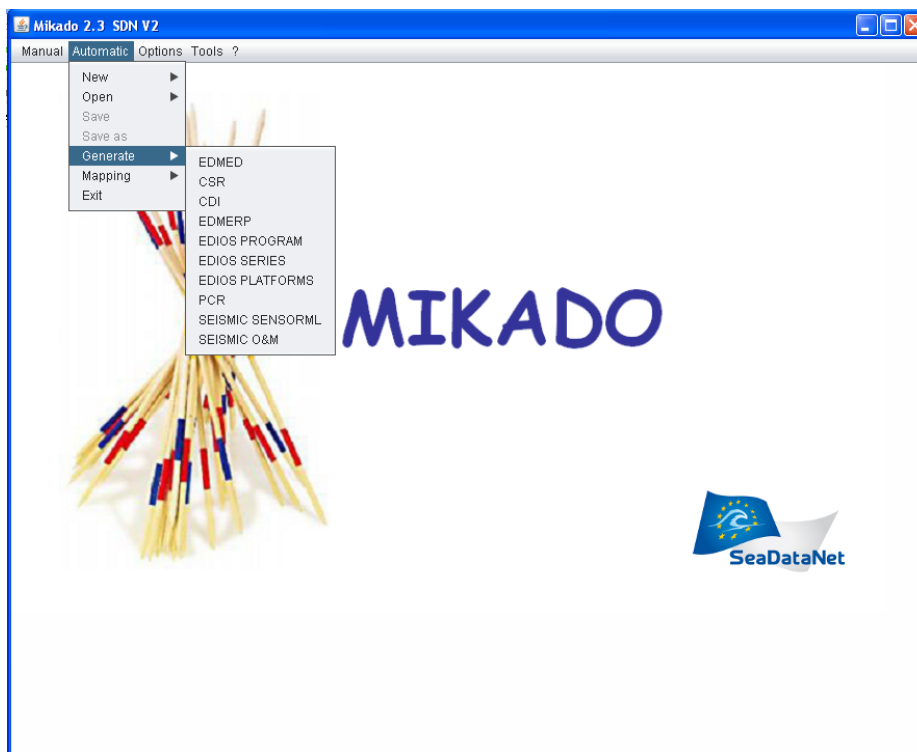 Mikado 2.3 SDN V2
Manual Automatic Options Tools ?
New
Open
Save
Save as
Generate
Mapping
Exit
EDMED
CSR
CDI
EDMERP
EDIOS PROGRAM
EDIOS SERIES
EDIOS PLATFORMS
PCR
SEISMIC SENSORML
SEISMIC O&M
MIKADO
SeaDataNet